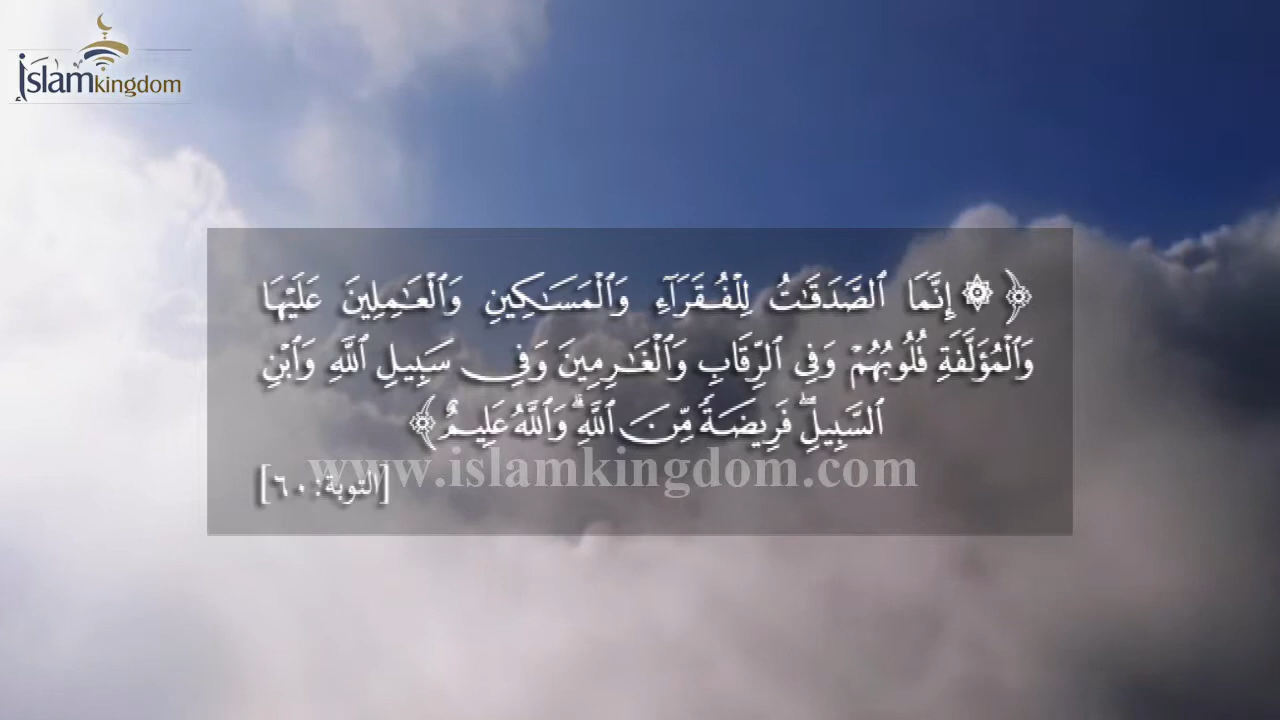 إسلام
islamkingdom
﴿ ۞ إِنَّمَا ٱلصَّدَقَٰتُ لِلْفُقَرَآءِ وَٱلْمَسَٰكِينِ وَٱلْعَٰمِلِينَ عَلَيْهَا
وَٱلْمُؤَلَّفَةِ قُلُوبُهُمْ وَفِى ٱلرِّقَابِ وَٱلْغَٰرِمِينَ وَفِى سَبِيلِ ٱللَّهِ وَٱبْنِ
ٱلسَّبِيلِۖ فَرِيضَةً مِّنَ ٱللَّهِۗ وَٱللَّهُ عَلِيمٌ ﴾
www.islamkingdom.com
[التوبة:٦٠]